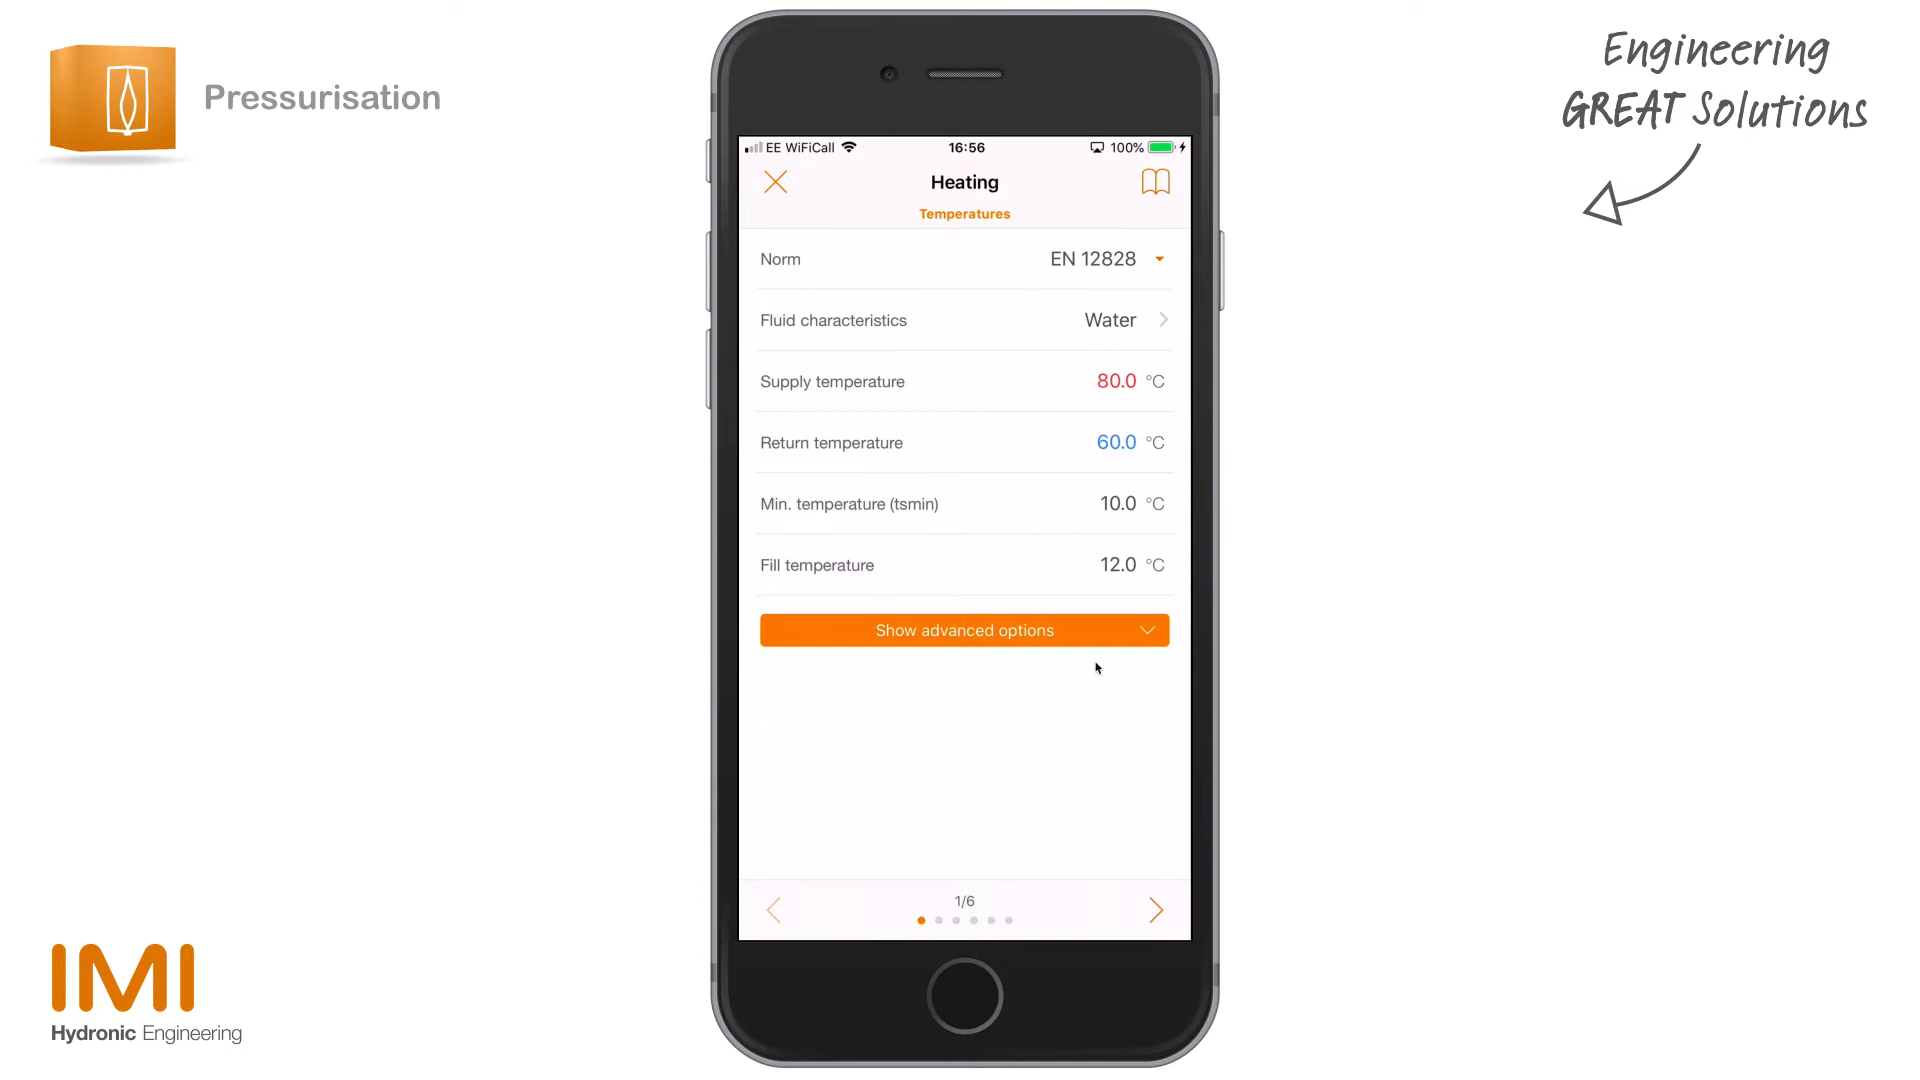 Pressurisation
Engineering
GREAT Solutions
EE WiFiCall 16:56 100%
Heating
Temperatures
Norm EN 12828
Fluid characteristics Water
Supply temperature 80.0 °C
Return temperature 60.0 °C
Min. temperature (tsmin) 10.0 °C
Fill temperature 12.0 °C
Show advanced options
1/6
IMI
Hydronic Engineering